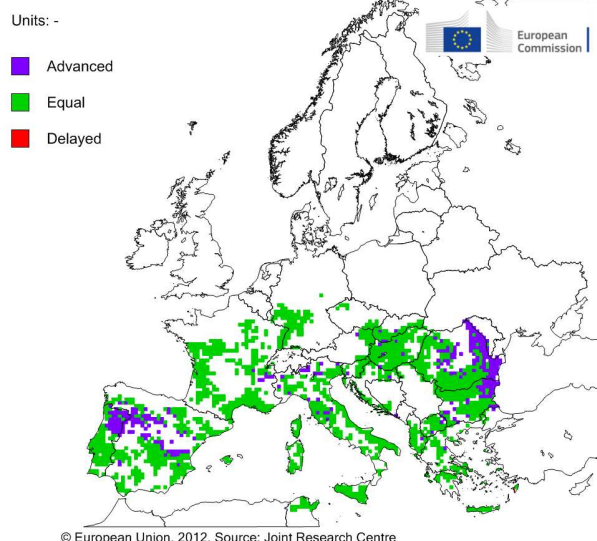 Units: -
European
Commission
Advanced
Equal
Delayed
© European Union, 2012. Source: Joint Research Centre